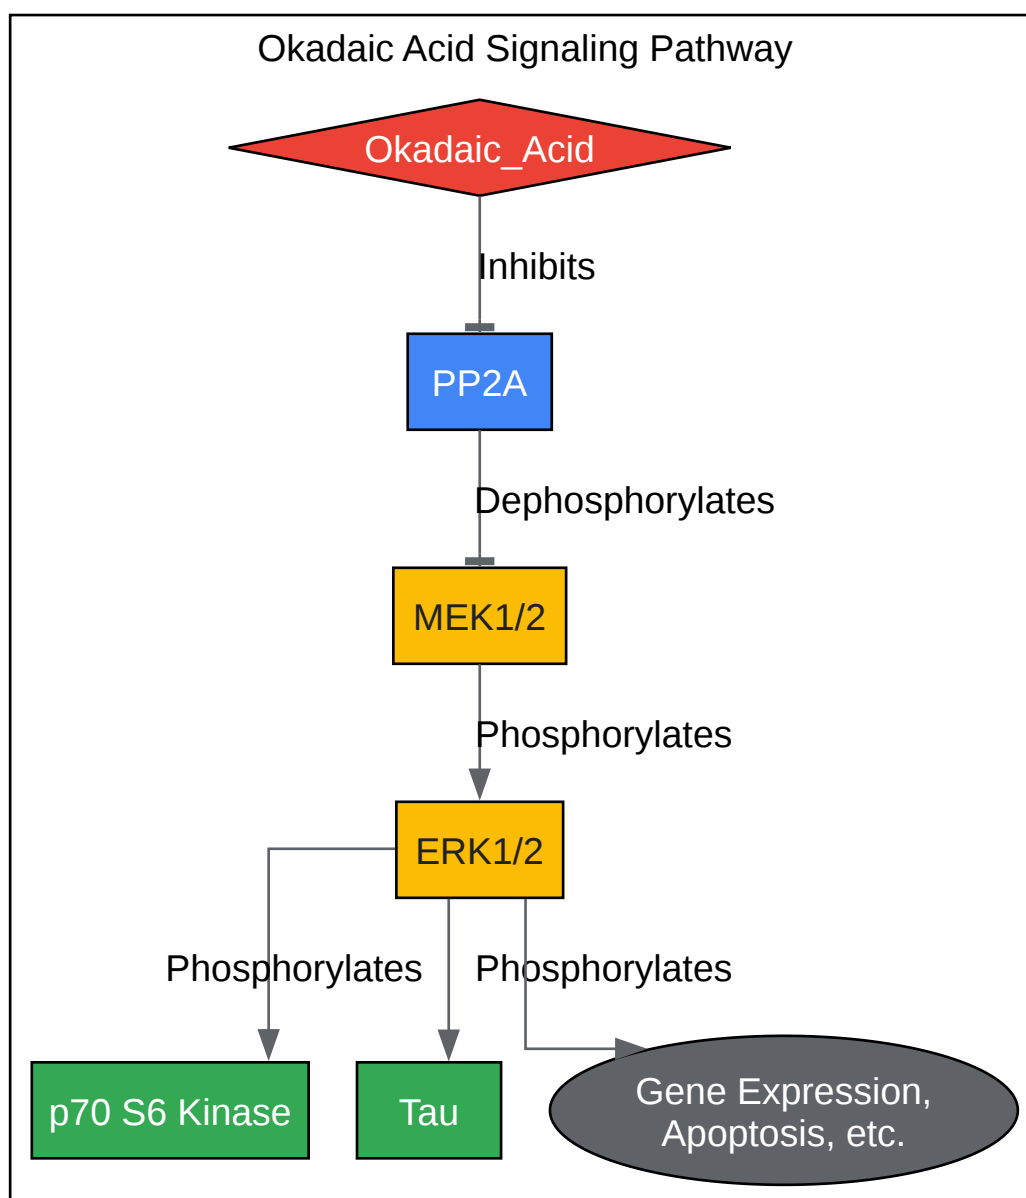 Okadaic Acid Signaling Pathway
Okadaic_Acid
Inhibits
PP2A
Dephosphorylates
MEK1/2
Phosphorylates
ERK1/2
Phosphorylates
Phosphorylates
p70 S6 Kinase
Tau
Gene Expression,
Apoptosis, etc.